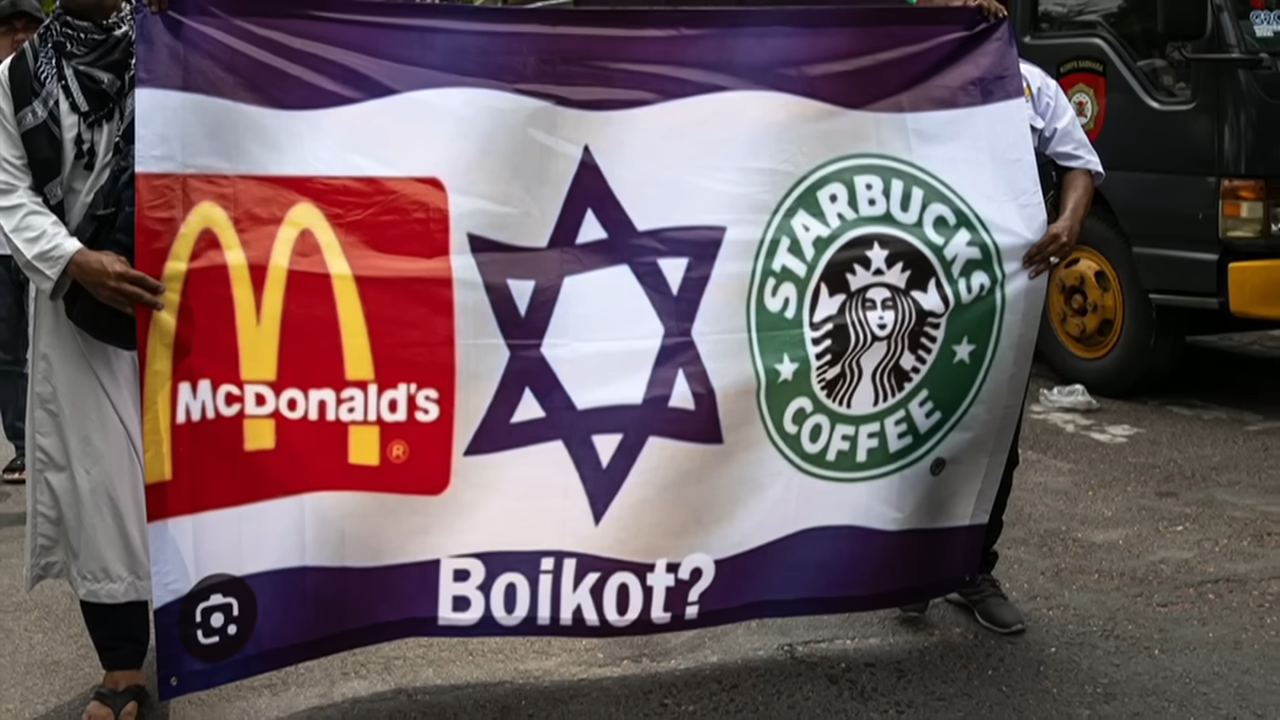 McDonald's
®
STARBUCKS
COFFEE
®
Boikot?